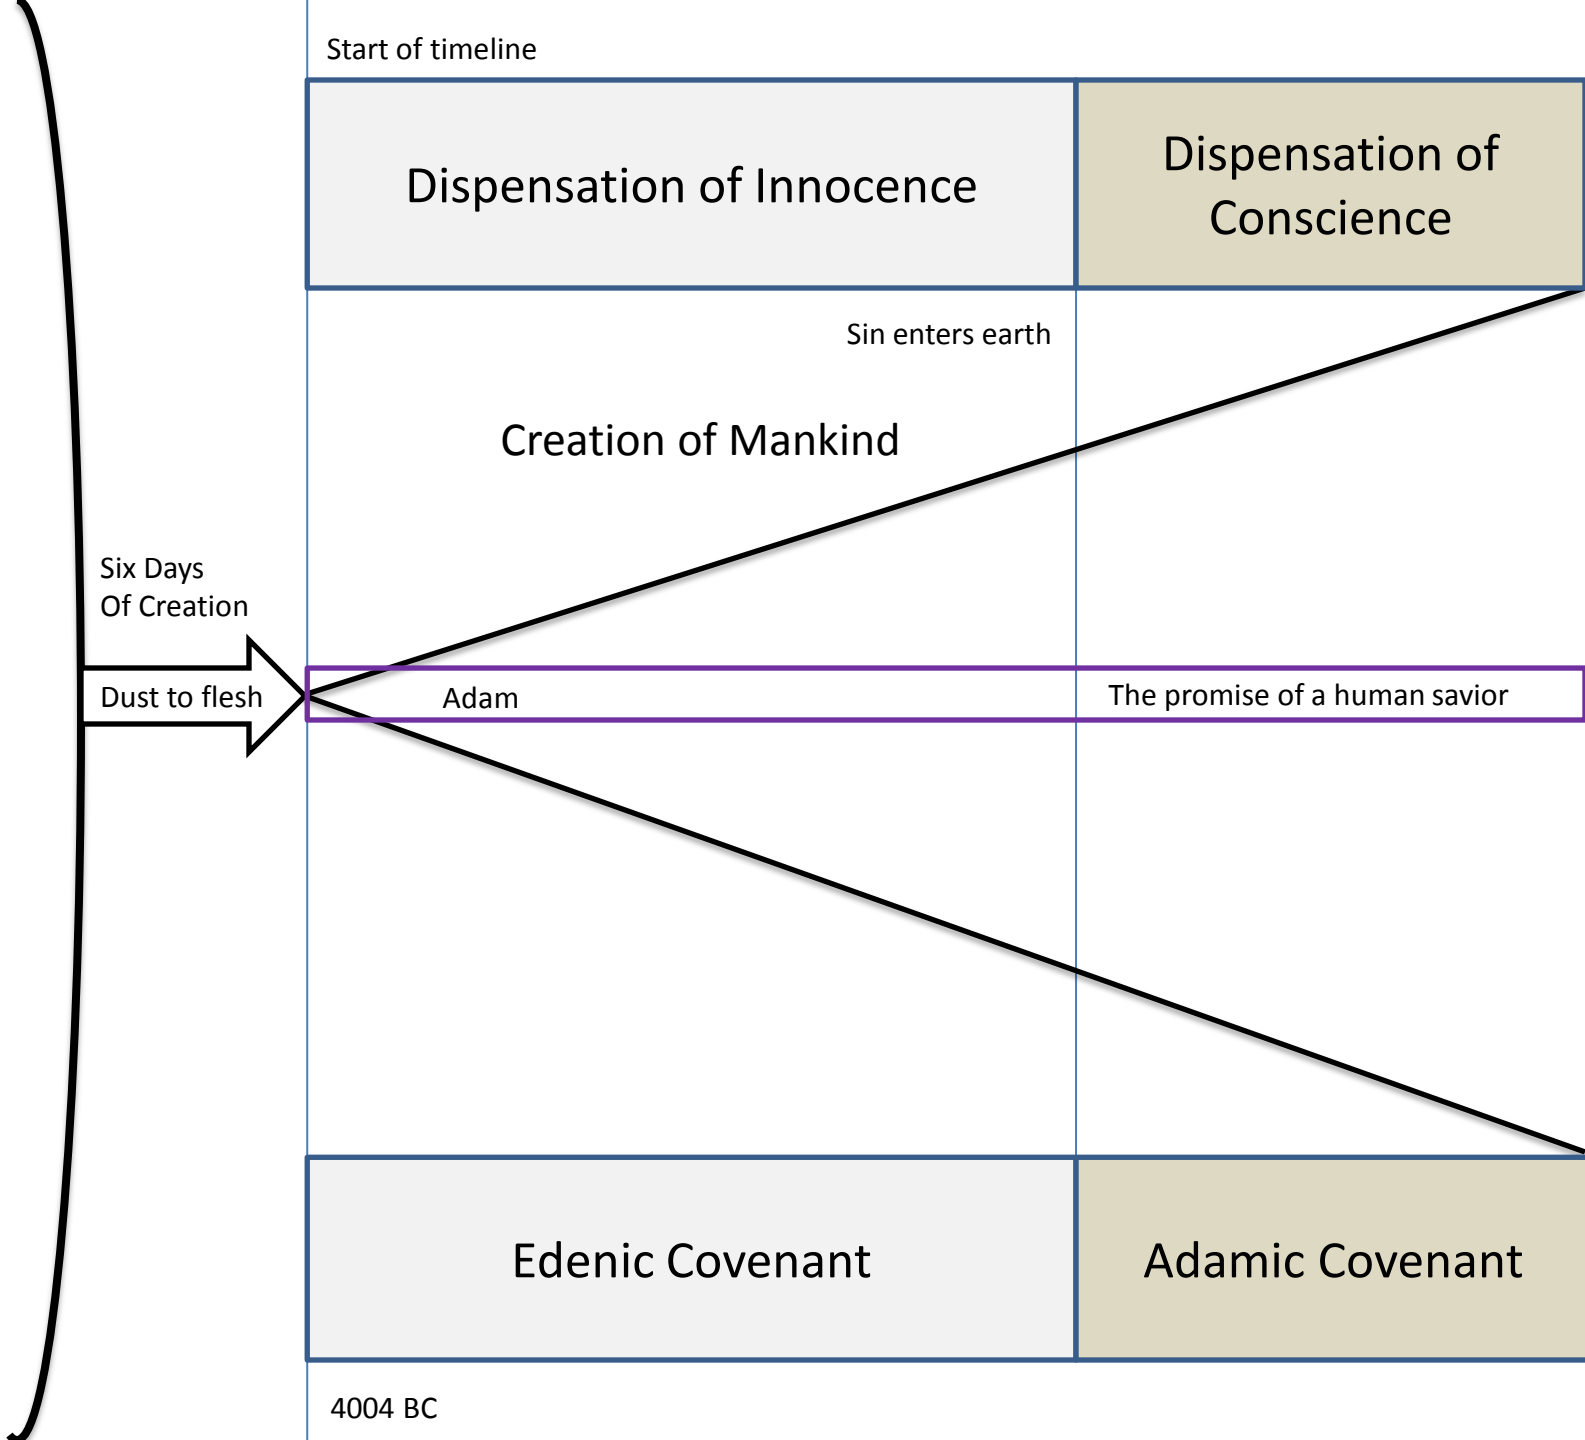 Start of timeline
Dispensation of Innocence
Dispensation of
Conscience
Sin enters earth
Creation of Mankind
Six Days
Of Creation
Dust to flesh
Adam
The promise of a human savior
Edenic Covenant
Adamic Covenant
4004 BC